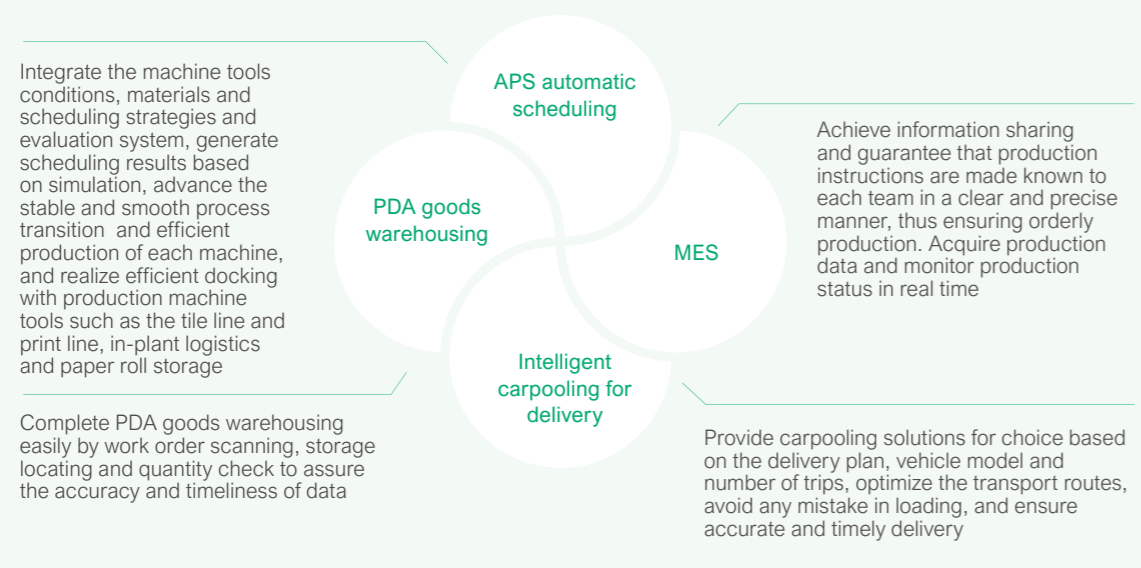 APS automatic
scheduling
Integrate the machine tools
conditions, materials and
scheduling strategies and
evaluation system, generate
scheduling results based
on simulation, advance the
stable and smooth process
transition  and efficient
production of each machine,
and realize efficient docking
with production machine
tools such as the tile line and
print line, in-plant logistics
and paper roll storage
MES
Achieve information sharing
and guarantee that production
instructions are made known to
each team in a clear and precise
manner, thus ensuring orderly
production. Acquire production
data and monitor production
status in real time
PDA goods
warehousing
Complete PDA goods warehousing
easily by work order scanning, storage
locating and quantity check to assure
the accuracy and timeliness of data
Intelligent
carpooling for
delivery
Provide carpooling solutions for choice based
on the delivery plan, vehicle model and
number of trips, optimize the transport routes,
avoid any mistake in loading, and ensure
accurate and timely delivery